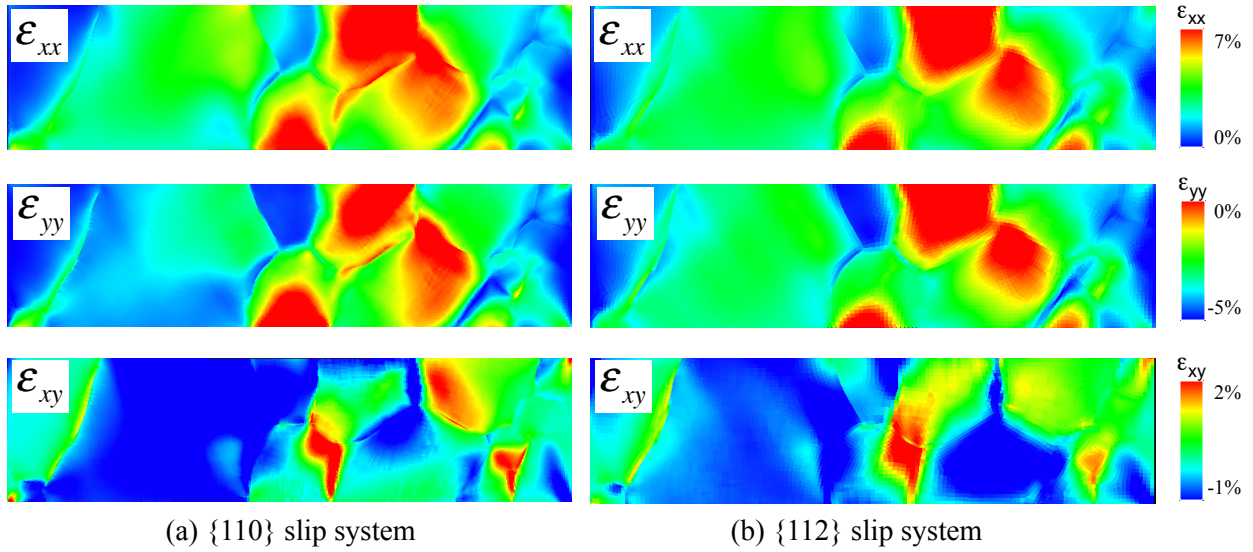 εxx
εxx
εxx
7%
0%
εyy
εyy
εyy
0%
-5%
εxy
εxy
εxy
2%
-1%
(a) {110} slip system
(b) {112} slip system